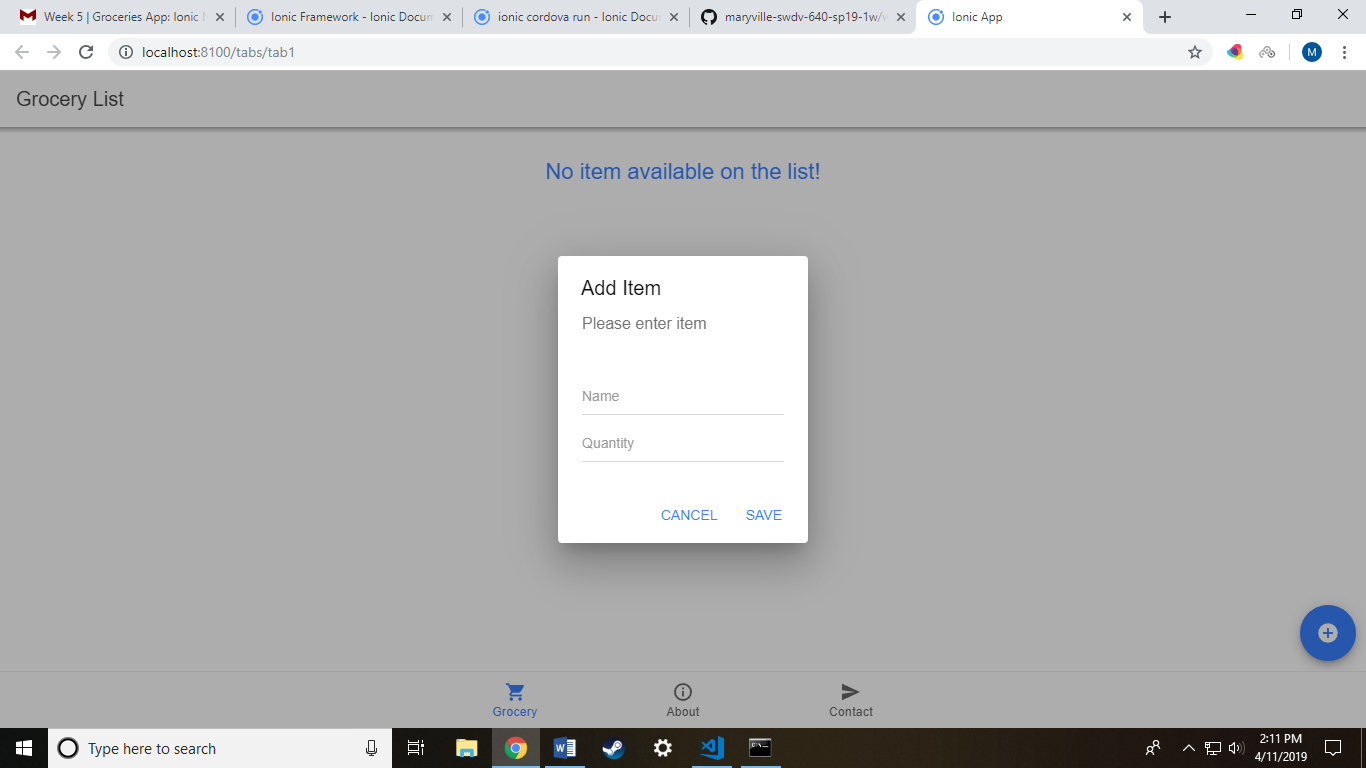 Week 5 | Groceries App: Ionic
Ionic Framework - Ionic Docum
ionic cordova run - Ionic Docu
maryville-swdv-640-sp19-1w/w
Ionic App
localhost:8100/tabs/tab1
M
Grocery List
No item available on the list!
Add Item
Please enter item
Name
Quantity
CANCEL
SAVE
Grocery
About
Contact
Type here to search
2:11 PM
4/11/2019